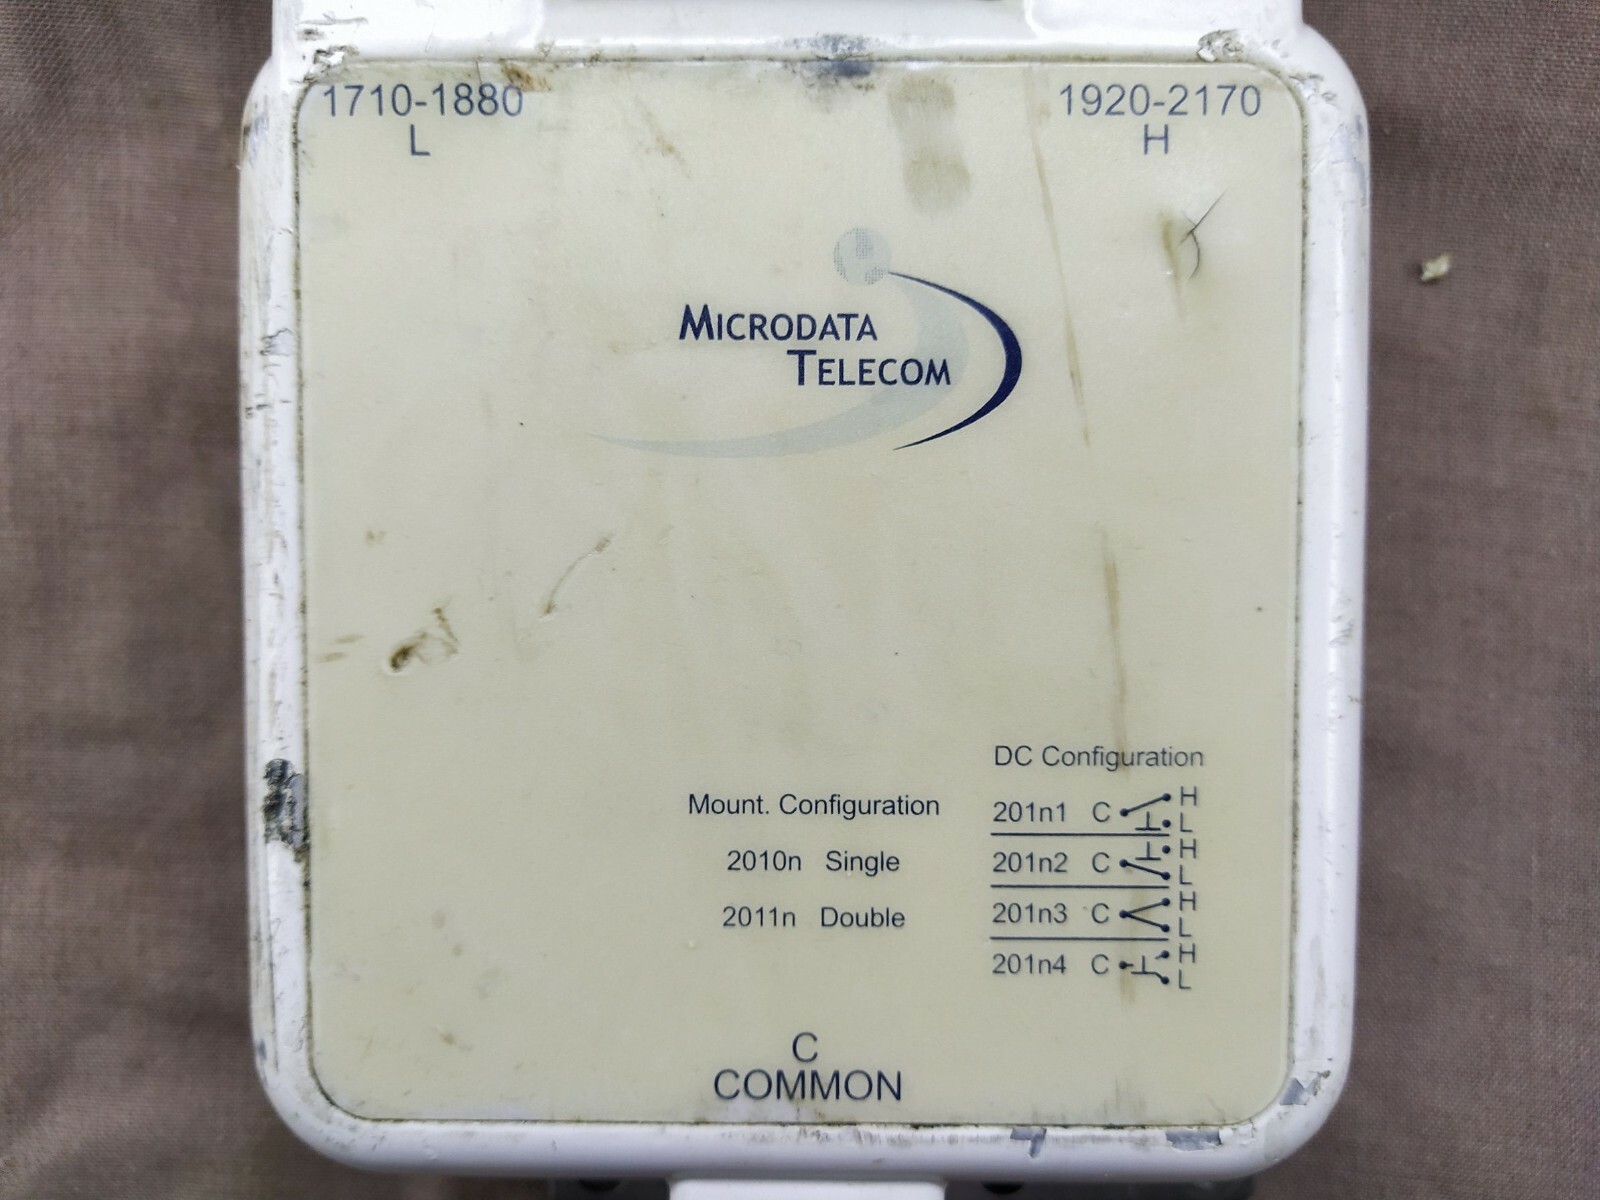 1710-1880
L
1920-2170
H
MICRODATA
TELECOM
DC Configuration
Mount. Configuration
2010n Single
2011n Double
201n1 C H
L
201n2 C H
L
201n3 C H
L
201n4 C H
L
C
COMMON